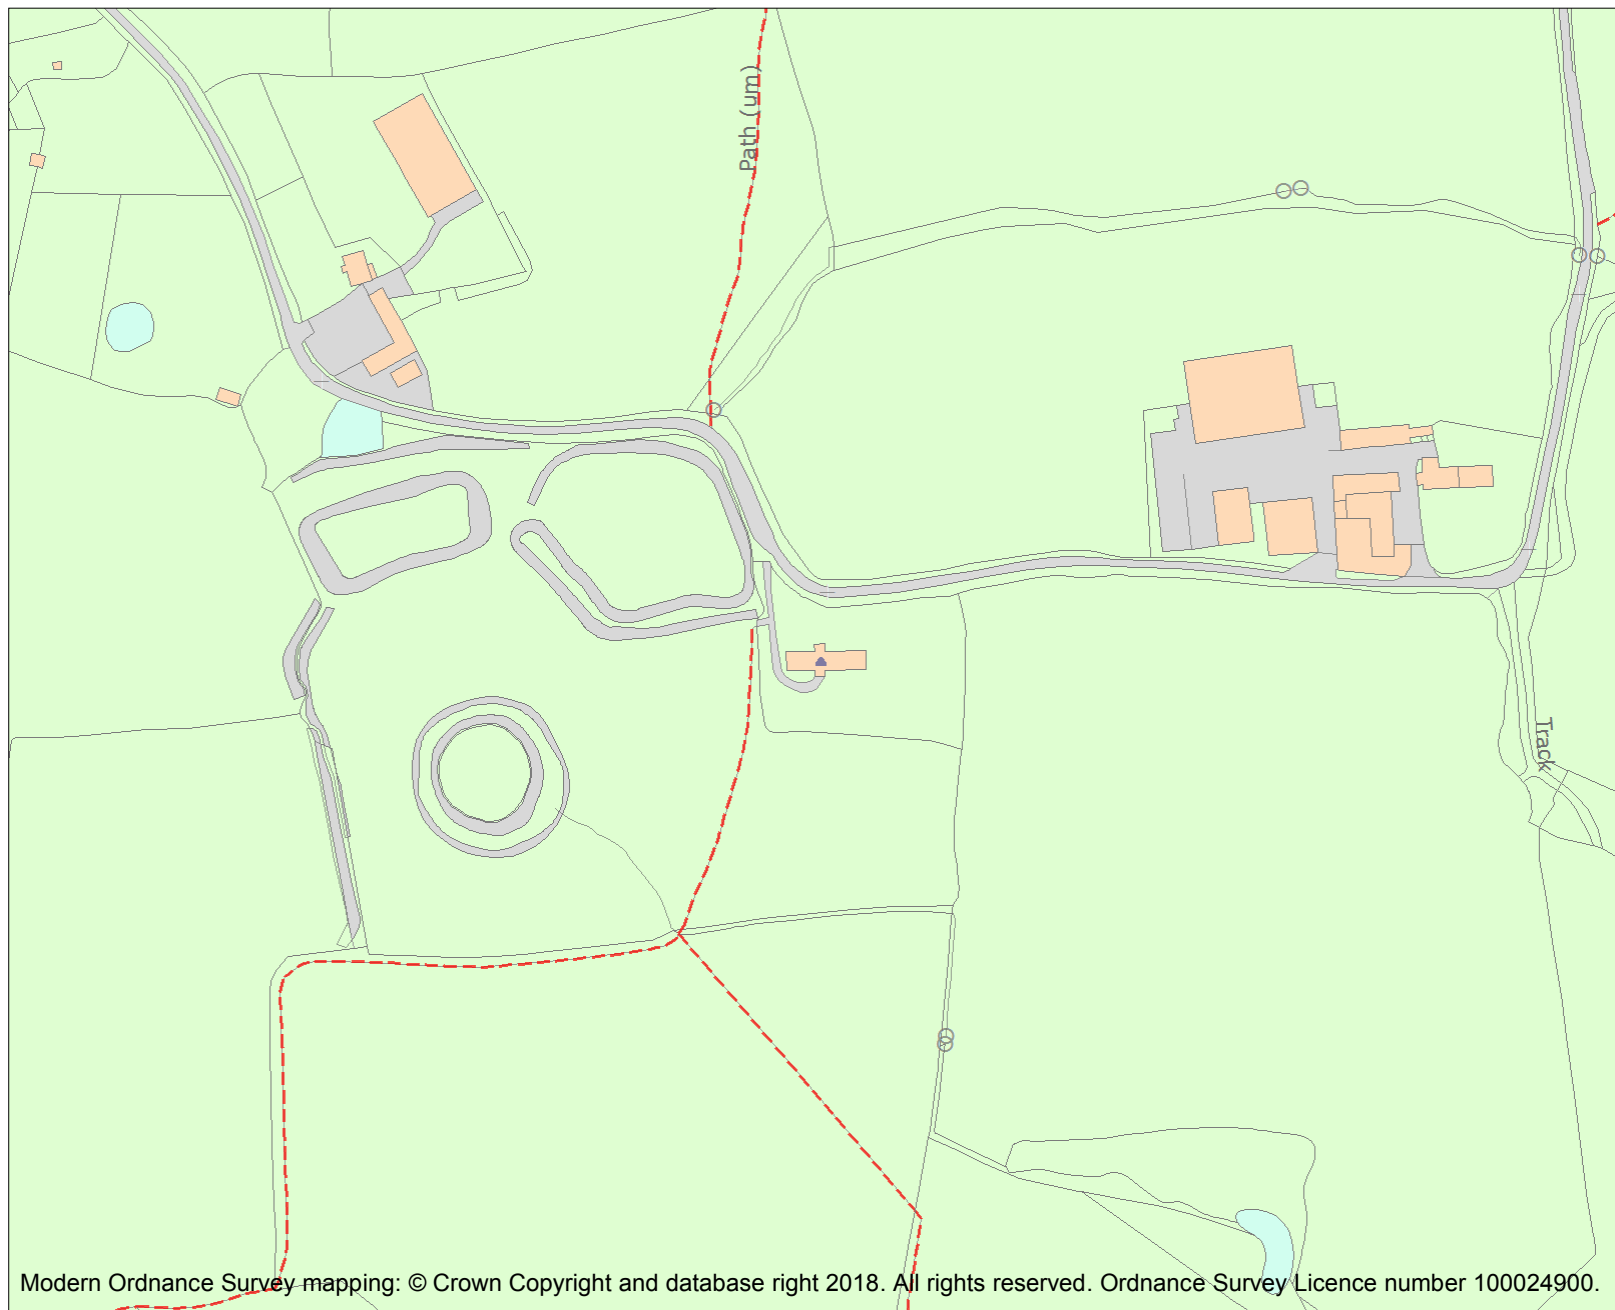 Path (um)
Track
Modern Ordnance Survey mapping: © Crown Copyright and database right 2018. All rights reserved. Ordnance Survey Licence number 100024900.